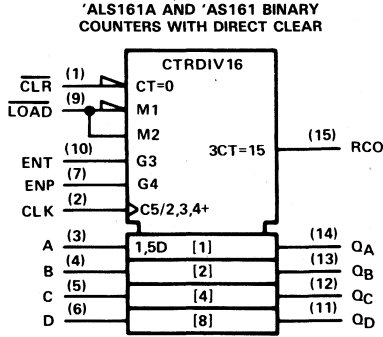 'ALS161A AND 'AS161 BINARY
COUNTERS WITH DIRECT CLEAR
CTRDIV16
CLR (1) CT=0
LOAD (9) M1
M2
(15)
3CT=15 RCO
ENT (10) G3
ENP (7) G4
CLK (2) C5/2,3,4+
A (3) 1,5D [1] (14) QA
B (4) [2] (13) QB
C (5) [4] (12) QC
D (6) [8] (11) QD